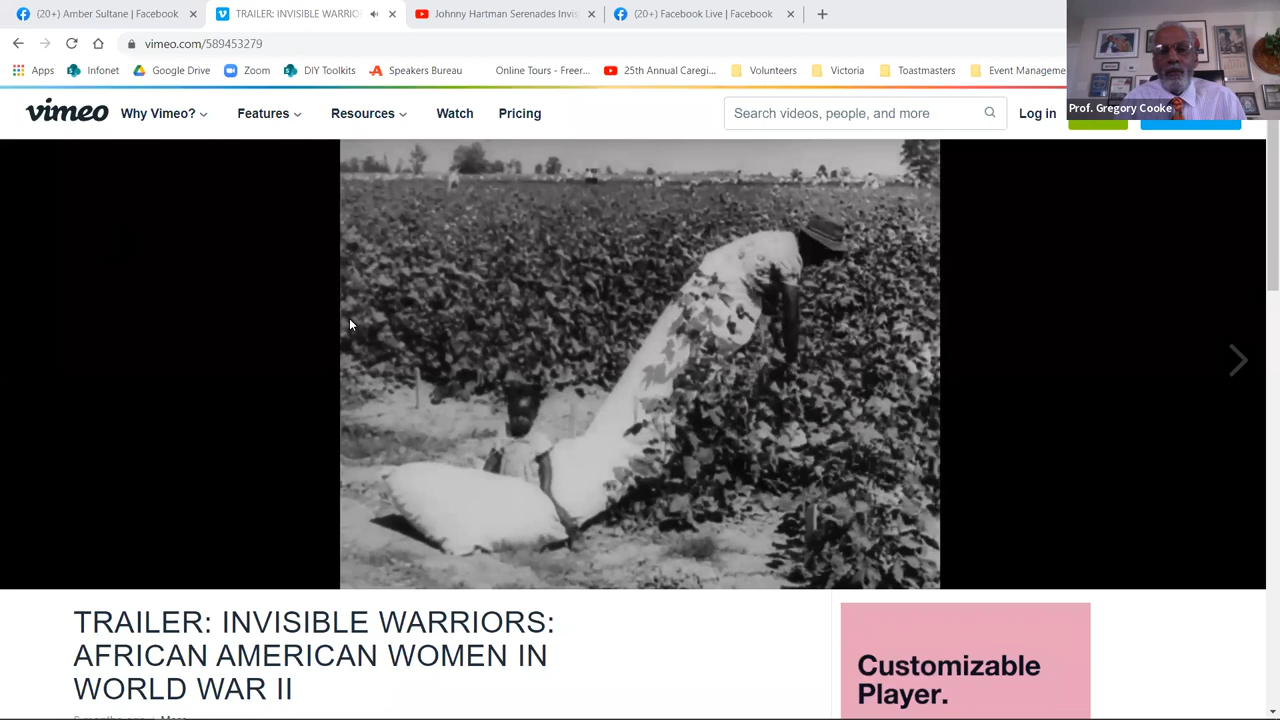 (20+) Amber Sultane | Facebook
TRAILER: INVISIBLE WARRIO
Johnny Hartman Serenades Invis
(20+) Facebook Live | Facebook
vimeo.com/589453279
Apps
Infonet
Google Drive
Zoom
DIY Toolkits
Speaker Bureau
Online Tours - Freer...
25th Annual Caregi...
Volunteers
Victoria
Toastmasters
Event Manageme
Prof. Gregory Cooke
vimeo
Why Vimeo?
Features
Resources
Watch
Pricing
Search videos, people, and more
Log in
TRAILER: INVISIBLE WARRIORS:
AFRICAN AMERICAN WOMEN IN
WORLD WAR II
Customizable
Player.